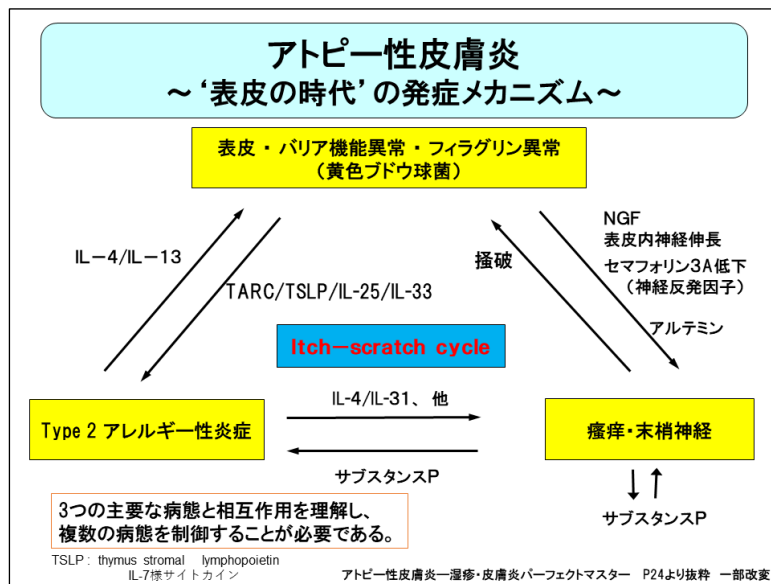 アトピー性皮膚炎
～‘表皮の時代’の発症メカニズム～
表皮・バリア機能異常・フィラグリン異常
（黄色ブドウ球菌）
NGF
表皮内神経伸長
セマフォリン3A低下
（神経反発因子）
アルテミン
IL－4/IL－13
掻破
TARC/TSLP/IL-25/IL-33
Itch－scratch cycle
IL-4/IL-31、他
Type 2 アレルギー性炎症
瘙痒・末梢神経
サブスタンスP
サブスタンスP
3つの主要な病態と相互作用を理解し、
複数の病態を制御することが必要である。
TSLP : thymus stromal lymphopoietin
IL-7様サイトカイン
アトピー性皮膚炎―湿疹・皮膚炎パーフェクトマスター P24より抜粋 一部改変